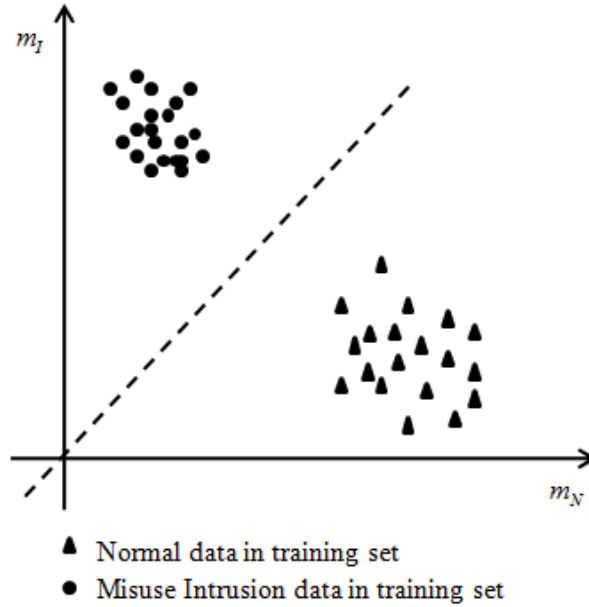 m_I
m_N
Normal data in training set
Misuse Intrusion data in training set